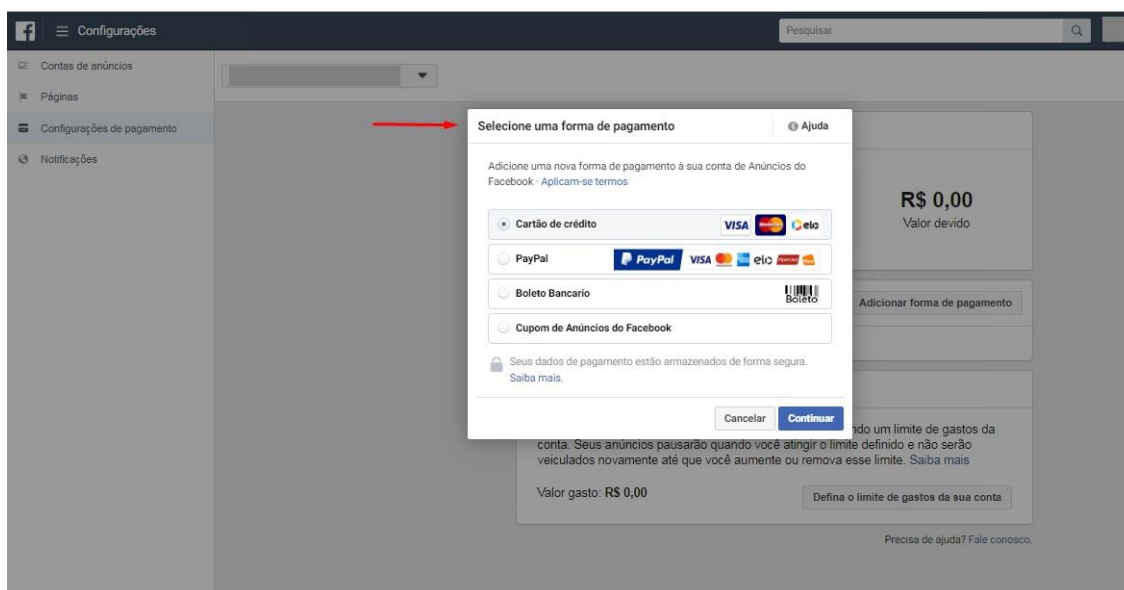 Configurações
Pesquisar
Contas de anúncios
Páginas
Configurações de pagamento
Notificações
Selecione uma forma de pagamento
Ajuda
Adicione uma nova forma de pagamento à sua conta de Anúncios do
Facebook · Aplicam-se termos
R$ 0,00
Valor devido
Cartão de crédito VISA elo
PayPal PayPal VISA elo
Boleto Bancario Boleto
Adicionar forma de pagamento
Cupom de Anúncios do Facebook
Seus dados de pagamento estão armazenados de forma segura.
Saiba mais.
Cancelar Continuar
ndo um limite de gastos da
conta. Seus anúncios pausarão quando você atingir o limite definido e não serão
veiculados novamente até que você aumente ou remova esse limite. Saiba mais
Valor gasto: R$ 0,00
Defina o limite de gastos da sua conta
Precisa de ajuda? Fale conosco.